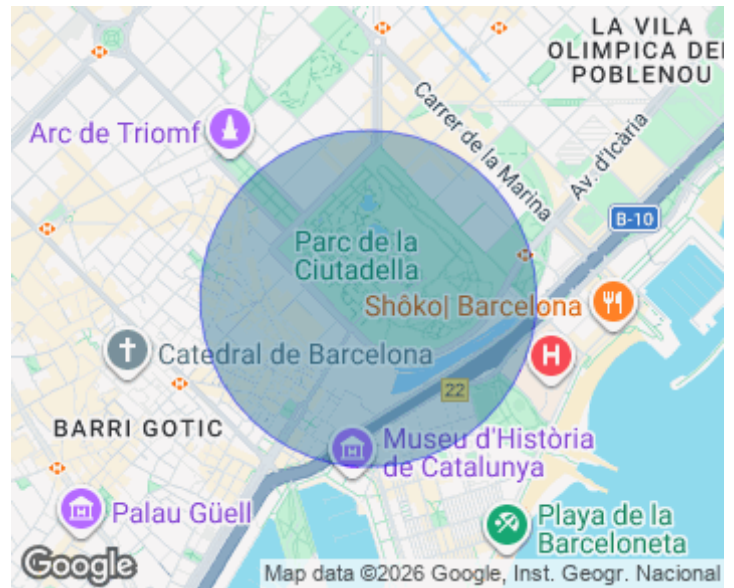 LA VILA
OLIMPICA DEL
POBLENOU
Arc de Triomf
Carrer de la Marina
Av. d'Icària
B-10
Parc de la
Ciutadella
Shôko| Barcelona
H
Catedral de Barcelona
22
BARRI GOTIC
Museu d'Història
de Catalunya
Palau Güell
Playa de la
Barceloneta
Google
Map data ©2026 Google, Inst. Geogr. Nacional